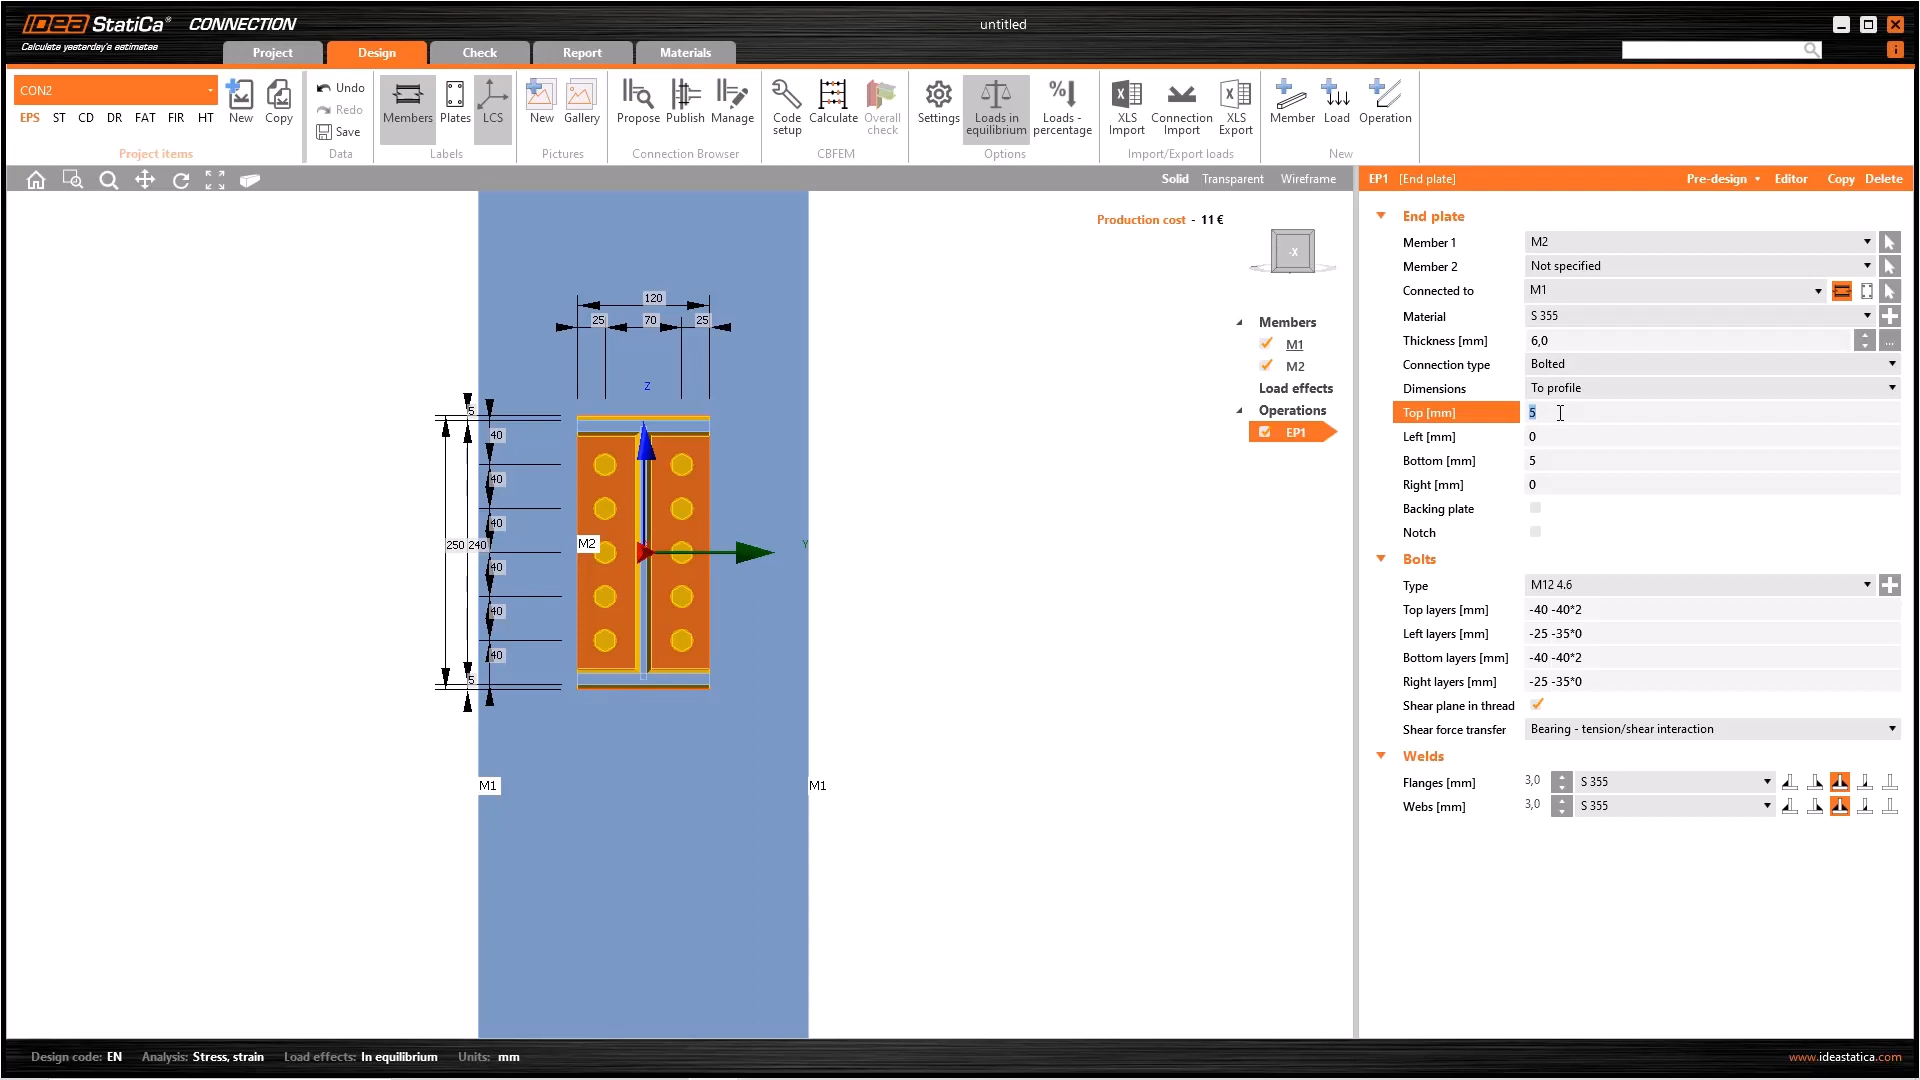 IDEA StatiCa® CONNECTION
Calculate yesterday's estimates
untitled
Project
Design
Check
Report
Materials
CON2
EPS ST CD DR FAT FIR HT
New
Copy
Project items
Undo
Redo
Save
Data
Members
Plates
LCS
Labels
New
Gallery
Pictures
Propose
Publish
Manage
Connection Browser
Code setup
Calculate
Overall check
CBFEM
Settings
Loads in equilibrium
Loads - percentage
Options
XLS Import
Connection Import
XLS Export
Import/Export loads
Member
Load
Operation
New
Solid Transparent Wireframe
EP1 [End plate]
Pre-design Editor Copy Delete
Production cost - 11 €
-X
120
25 70 25
Z
5
40
40
40
250 240
40
40
40
5
M2
Y
M1
M1
Members
M1
M2
Load effects
Operations
EP1
End plate
Member 1 M2
Member 2 Not specified
Connected to M1
Material S 355
Thickness [mm] 6,0 ...
Connection type Bolted
Dimensions To profile
Top [mm] 5
Left [mm] 0
Bottom [mm] 5
Right [mm] 0
Backing plate
Notch
Bolts
Type M12 4.6
Top layers [mm] -40 -40*2
Left layers [mm] -25 -35*0
Bottom layers [mm] -40 -40*2
Right layers [mm] -25 -35*0
Shear plane in thread
Shear force transfer Bearing - tension/shear interaction
Welds
Flanges [mm] 3,0 S 355
Webs [mm] 3,0 S 355
Design code: EN Analysis: Stress, strain Load effects: In equilibrium Units: mm
www.ideastatica.com